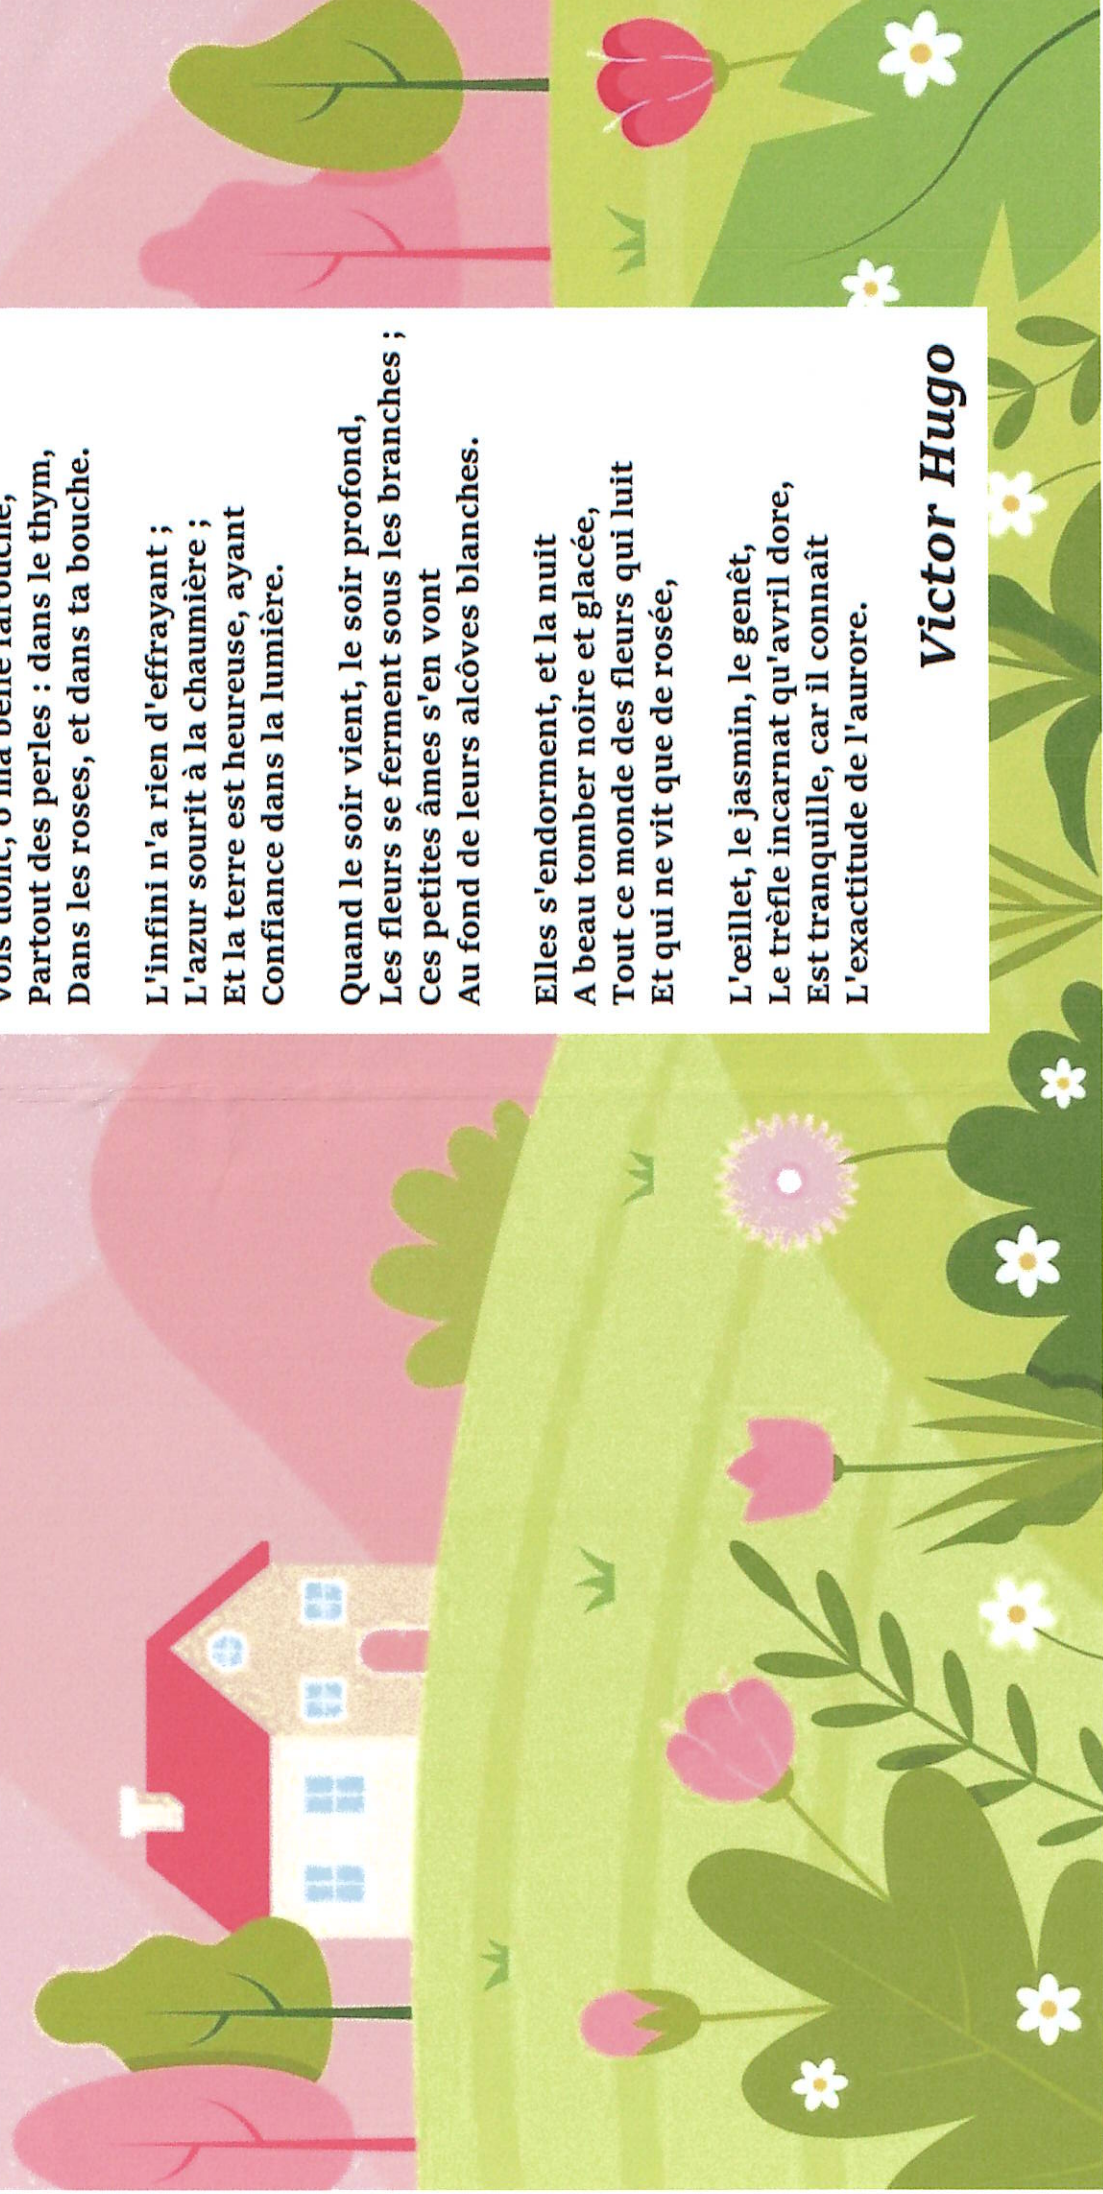 Partout des perles : dans le thym,
Dans les roses, et dans ta bouche.
L'infini n'a rien d'effrayant ;
L'azur sourit à la chaumière ;
Et la terre est heureuse, ayant
Confiance dans la lumière.
Quand le soir vient, le soir profond,
Les fleurs se ferment sous les branches ;
Ces petites âmes s'en vont
Au fond de leurs alcôves blanches.
Elles s'endorment, et la nuit
A beau tomber noire et glacée,
Tout ce monde des fleurs qui luit
Et qui ne vit que de rosée,
L'œillet, le jasmin, le genêt,
Le trèfle incarnat qu'avril dore,
Est tranquille, car il connaît
L'exactitude de l'aurore.
Victor Hugo